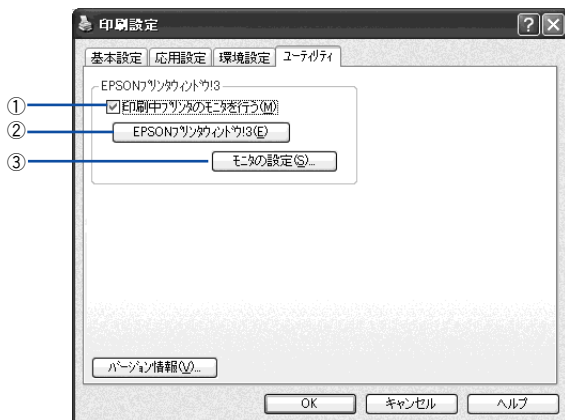 印刷設定
基本設定 応用設定 環境設定 ユーティリティ
EPSONプリンタウィンドウ!3
① 印刷中プリンタのモニタを行う(M)
② EPSONプリンタウィンドウ!3(E)
③ モニタの設定(S)...
バージョン情報(V)...
OK キャンセル ヘルプ